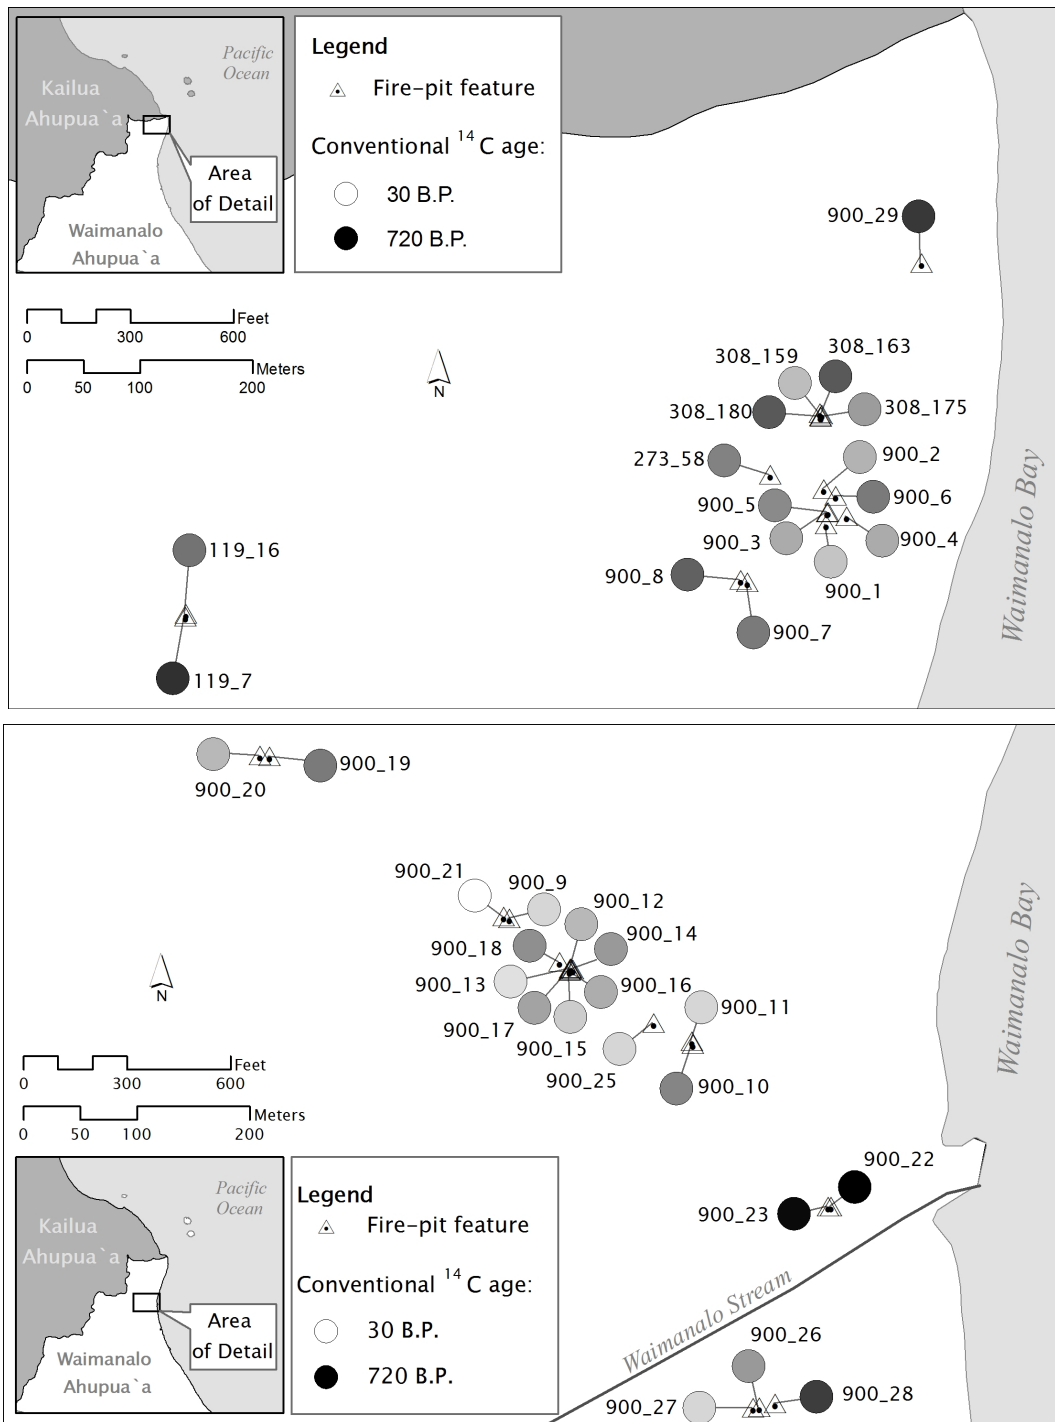 Pacific
Ocean
Kailua
Ahupua`a
Area
of Detail
Waimanalo
Ahupua`a
Legend
Fire-pit feature
Conventional 14 C age:
30 B.P.
720 B.P.
Feet
0 300 600
Meters
0 50 100 200
N
900_29
308_163
308_159
308_180
308_175
273_58
900_2
900_5
900_6
900_3
900_4
900_8
900_1
900_7
119_16
119_7
Waimanalo Bay
900_19
900_20
900_21
900_9
900_12
900_18
900_14
900_13
900_16
900_11
900_17
900_15
900_25
900_10
Waimanalo Bay
N
Feet
0 300 600
Meters
0 50 100 200
900_22
900_23
Waimanalo Stream
900_26
900_27
900_28
Pacific
Ocean
Kailua
Ahupua`a
Area
of Detail
Waimanalo
Ahupua`a
Legend
Fire-pit feature
Conventional 14 C age:
30 B.P.
720 B.P.